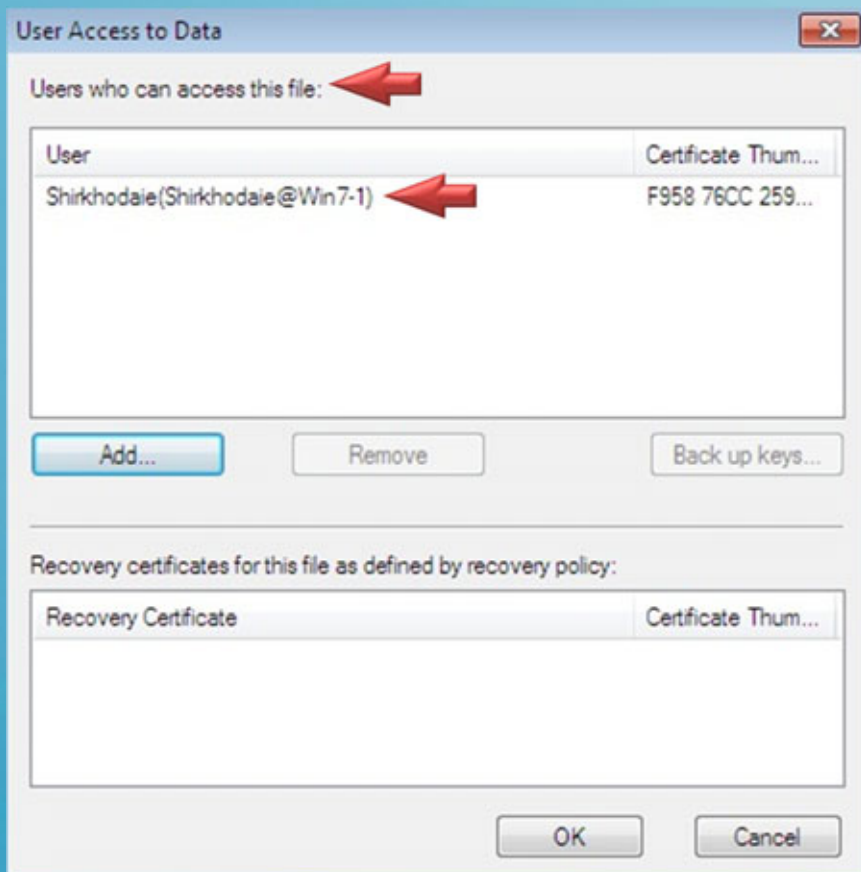 User Access to Data
Users who can access this file:
User Certificate Thum...
Shirkhodaie(Shirkhodaie@Win7-1) F958 76CC 259...
Add... Remove Back up keys...
Recovery certificates for this file as defined by recovery policy:
Recovery Certificate Certificate Thum...
OK Cancel